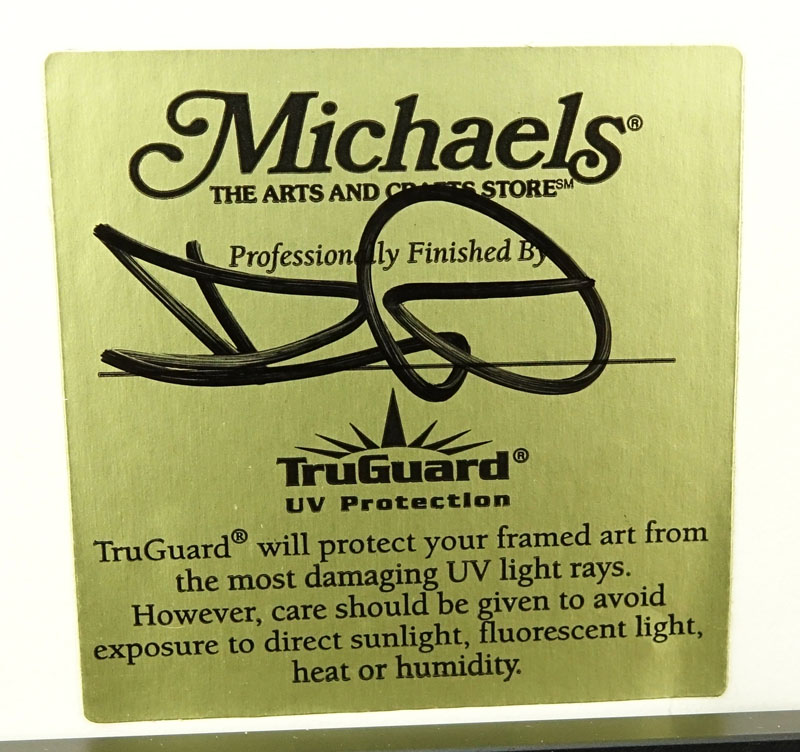 Michaels®
THE ARTS AND CRAFTS STORE℠
Professionally Finished By
TruGuard®
UV Protection
TruGuard® will protect your framed art from
the most damaging UV light rays.
However, care should be given to avoid
exposure to direct sunlight, fluorescent light,
heat or humidity.